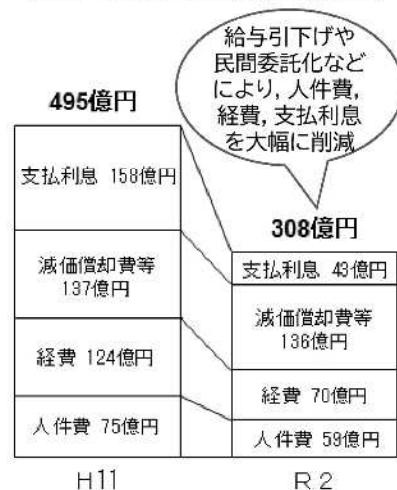 給与引下げや
民間委託化など
により，人件費，
経費，支払利息
を大幅に削減
495億円
支払利息 158億円
減価償却費等
137億円
経費 124億円
人件費 75億円
H11
308億円
支払利息 43億円
減価償却費等
136億円
経費 70億円
人件費 59億円
R2